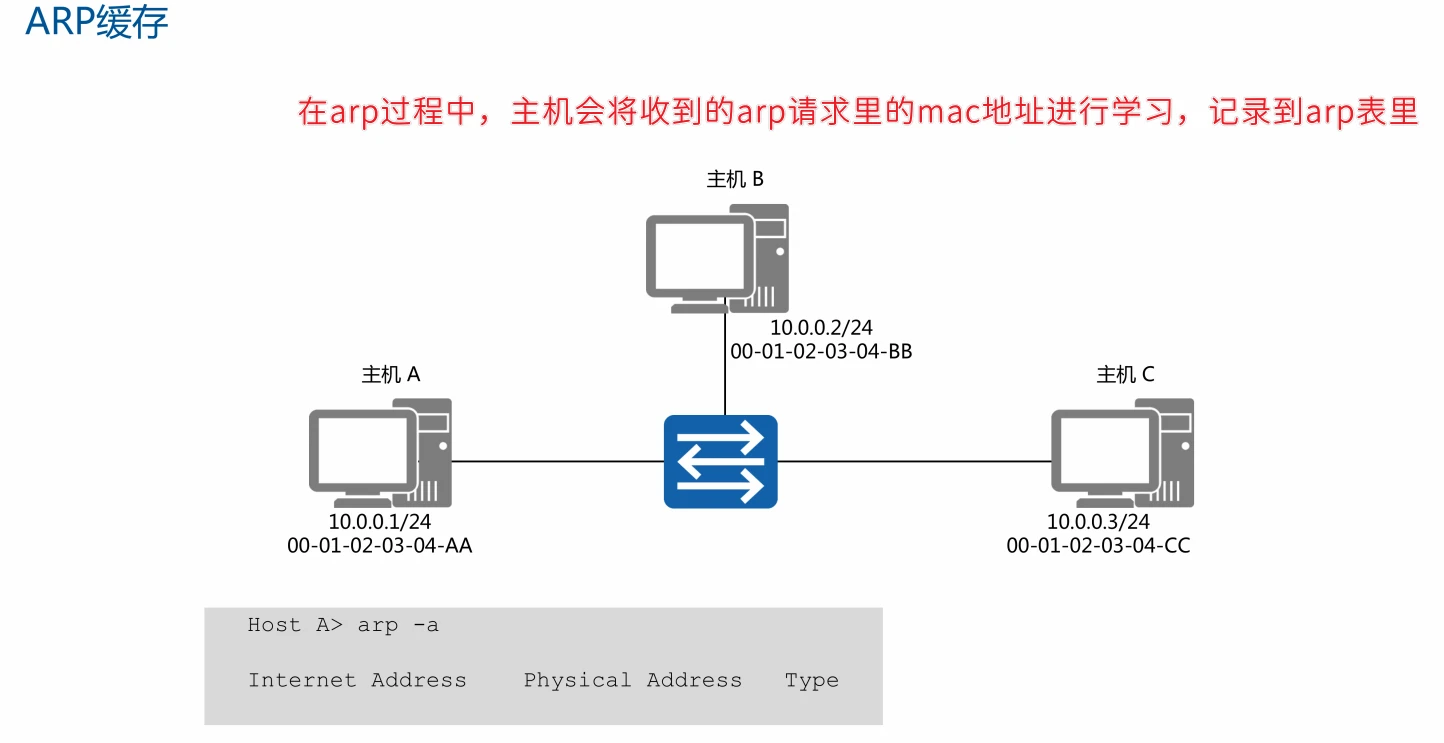 ARP缓存
在arp过程中，主机会将收到的arp请求里的mac地址进行学习，记录到arp表里
主机 B
10.0.0.2/24
00-01-02-03-04-BB
主机 A
主机 C
10.0.0.1/24
00-01-02-03-04-AA
10.0.0.3/24
00-01-02-03-04-CC
Host A> arp -a
Internet Address Physical Address Type